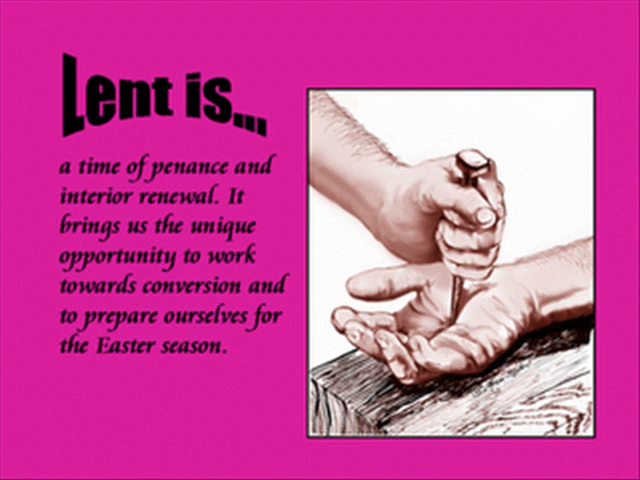 Lent is...
a time of penance and
interior renewal. It
brings us the unique
opportunity to work
towards conversion and
to prepare ourselves for
the Easter season.